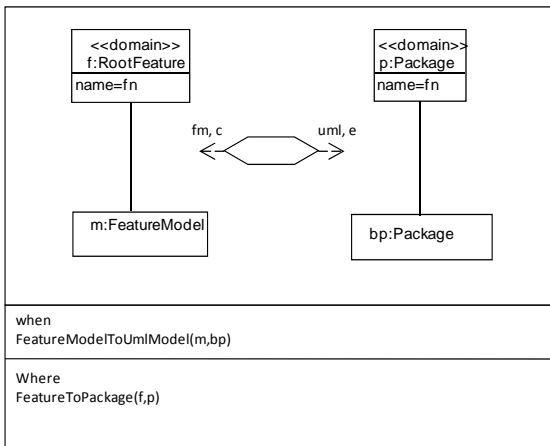 <<domain>>
f:RootFeature
name=fn
<<domain>>
p:Package
name=fn
fm, c
uml, e
m:FeatureModel
bp:Package
when
FeatureModelToUmlModel(m,bp)
Where
FeatureToPackage(f,p)